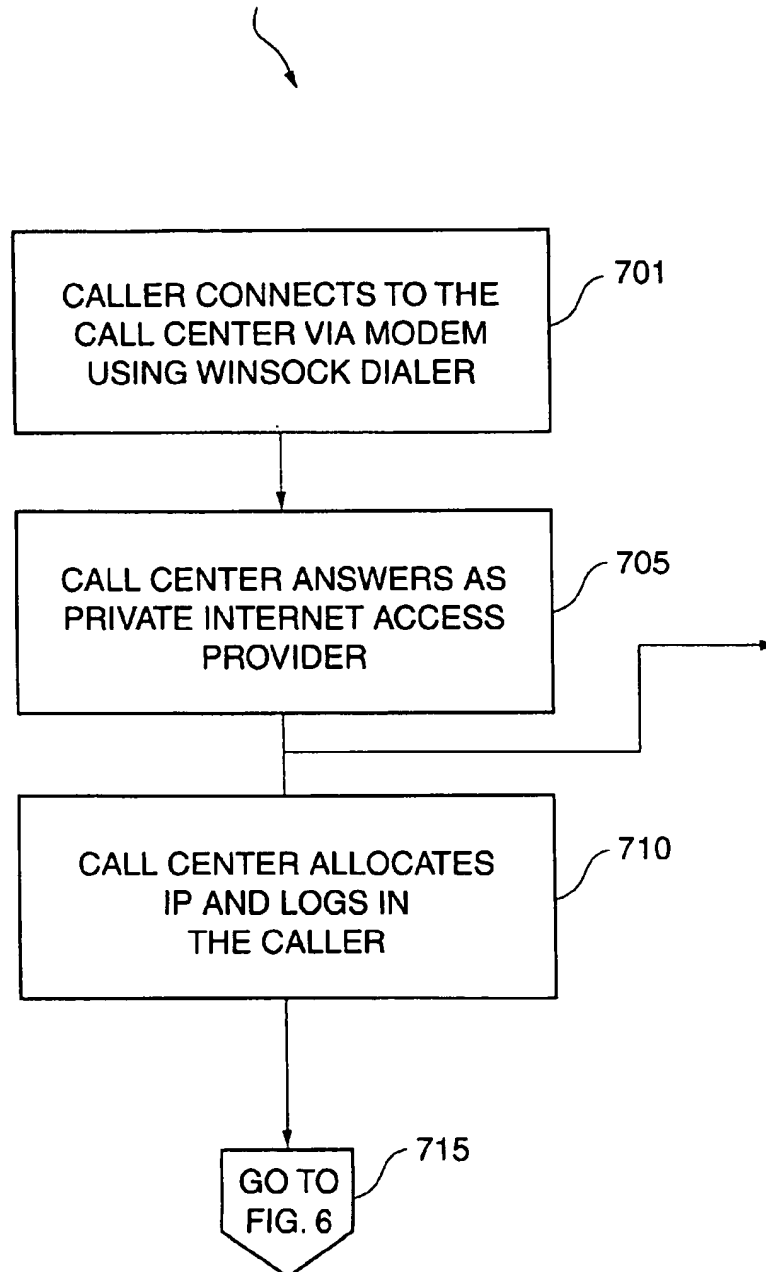 CALLER CONNECTS TO THE
CALL CENTER VIA MODEM
USING WINSOCK DIALER
701
CALL CENTER ANSWERS AS
PRIVATE INTERNET ACCESS
PROVIDER
705
CALL CENTER ALLOCATES
IP AND LOGS IN
THE CALLER
710
GO TO
FIG. 6
715